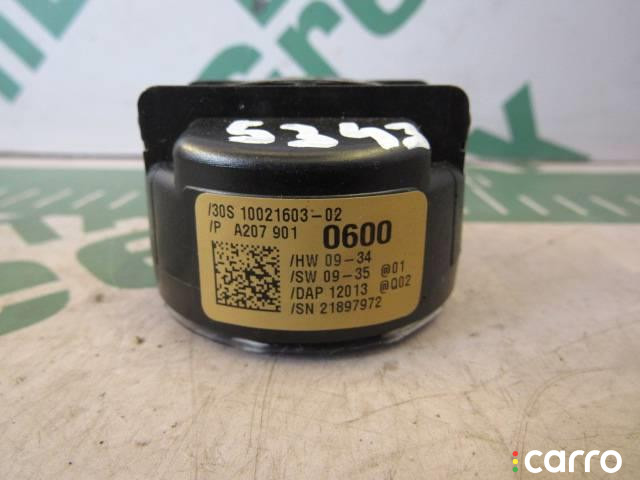 5343
/30S 10021603-02
/P A207 901 0600
/HW 09-34
/SW 09-35 @01
/DAP 12013 @Q02
/SN 21897972
:carro